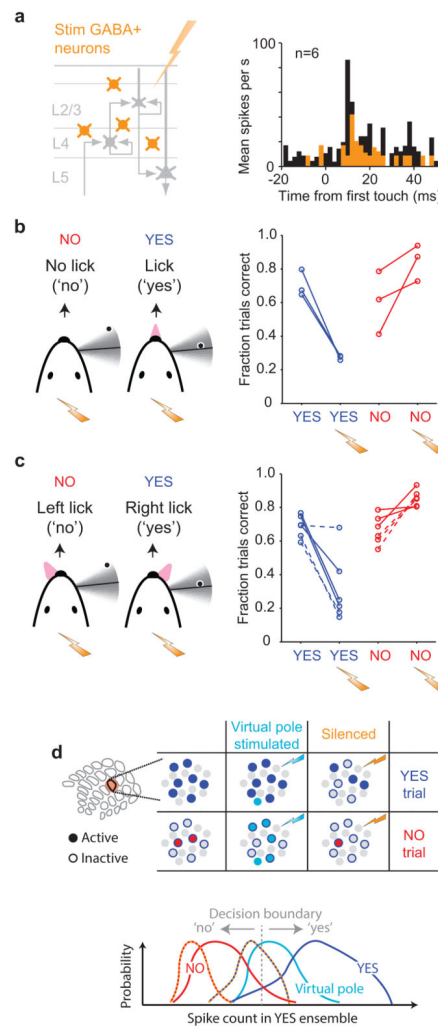 a
Stim GABA+
neurons
L2/3
L4
L5
Mean spikes per s
100
0
n=6
-20 0 20 40 60
Time from first touch (ms)
b
NO
YES
No lick
('no')
Lick
('yes')
Fraction trials correct
1
0.8
0.6
0.4
0.2
0
YES YES NO NO
c
NO
YES
Left lick
('no')
Right lick
('yes')
Fraction trials correct
1
0.8
0.6
0.4
0.2
0
YES YES NO NO
d
Virtual pole
stimulated
Silenced
YES
trial
NO
trial
Active
Inactive
Decision boundary
'no'
'yes'
Probability
NO
YES
Virtual pole
Spike count in YES ensemble